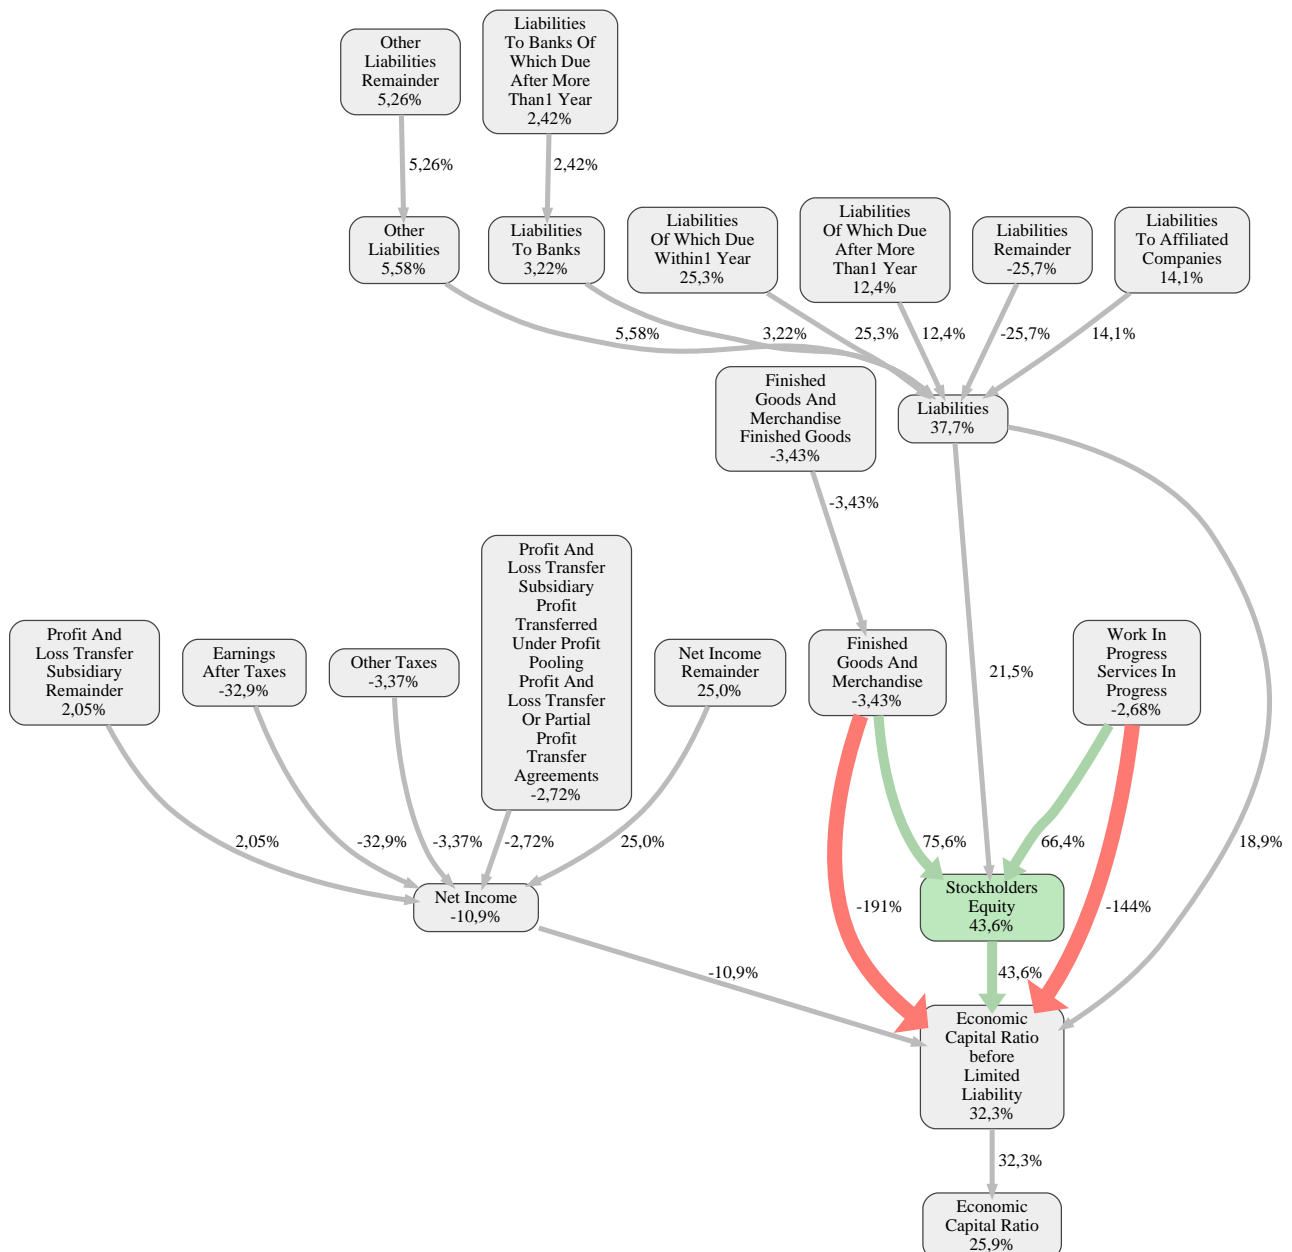 Other
Liabilities
Remainder
5,26%
Liabilities
To Banks Of
Which Due
After More
Than1 Year
2,42%
5,26%
2,42%
Other
Liabilities
5,58%
Liabilities
To Banks
3,22%
Liabilities
Of Which Due
Within1 Year
25,3%
Liabilities
Of Which Due
After More
Than1 Year
12,4%
Liabilities
Remainder
-25,7%
Liabilities
To Affiliated
Companies
14,1%
5,58%
3,22%
25,3%
12,4%
-25,7%
14,1%
Finished
Goods And
Merchandise
Finished Goods
-3,43%
Liabilities
37,7%
-3,43%
Profit And
Loss Transfer
Subsidiary
Remainder
2,05%
Earnings
After Taxes
-32,9%
Other Taxes
-3,37%
Profit And
Loss Transfer
Subsidiary
Profit
Transferred
Under Profit
Pooling
Profit And
Loss Transfer
Or Partial
Profit
Transfer
Agreements
-2,72%
Net Income
Remainder
25,0%
Finished
Goods And
Merchandise
-3,43%
21,5%
Work In
Progress
Services In
Progress
-2,68%
2,05%
-32,9%
-3,37%
-2,72%
25,0%
75,6%
66,4%
18,9%
Net Income
-10,9%
-191%
Stockholders
Equity
43,6%
-144%
-10,9%
43,6%
Economic
Capital Ratio
before
Limited
Liability
32,3%
32,3%
Economic
Capital Ratio
25,9%